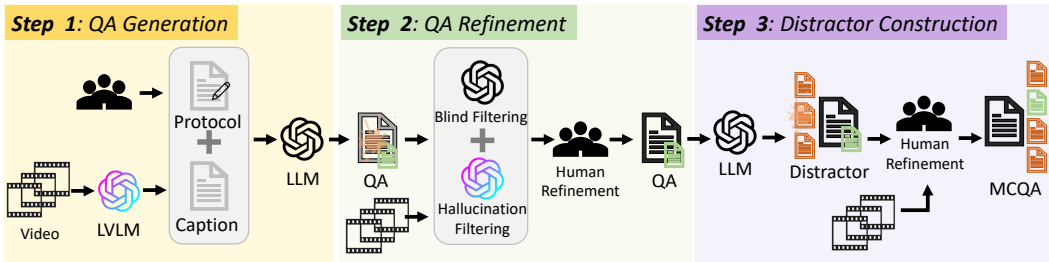 Step 1: QA Generation
Protocol
+
Caption
Video
LVLM
LLM
Step 2: QA Refinement
QA
Blind Filtering
+
Hallucination
Filtering
Human
Refinement
QA
Step 3: Distractor Construction
LLM
Distractor
Human
Refinement
MCQA